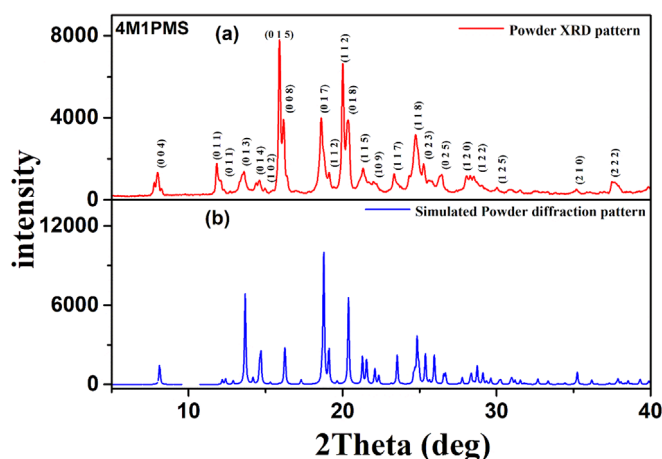 4M1PMS
(a)
Powder XRD pattern
8000
4000
0
(0 0 4)
(0 1 1)
(0 1 1)
(0 1 3)
(0 1 4)
(1 0 2)
(0 1 5)
(0 0 8)
(0 1 7)
(1 1 2)
(1 1 2)
(0 1 8)
(1 1 5)
(1 0 9)
(1 1 7)
(1 1 8)
(0 2 3)
(0 2 5)
(1 2 0)
(1 2 2)
(1 2 5)
(2 1 0)
(2 2 2)
(b)
Simulated Powder diffraction pattern
12000
6000
0
intensity
10
20
30
40
2Theta (deg)